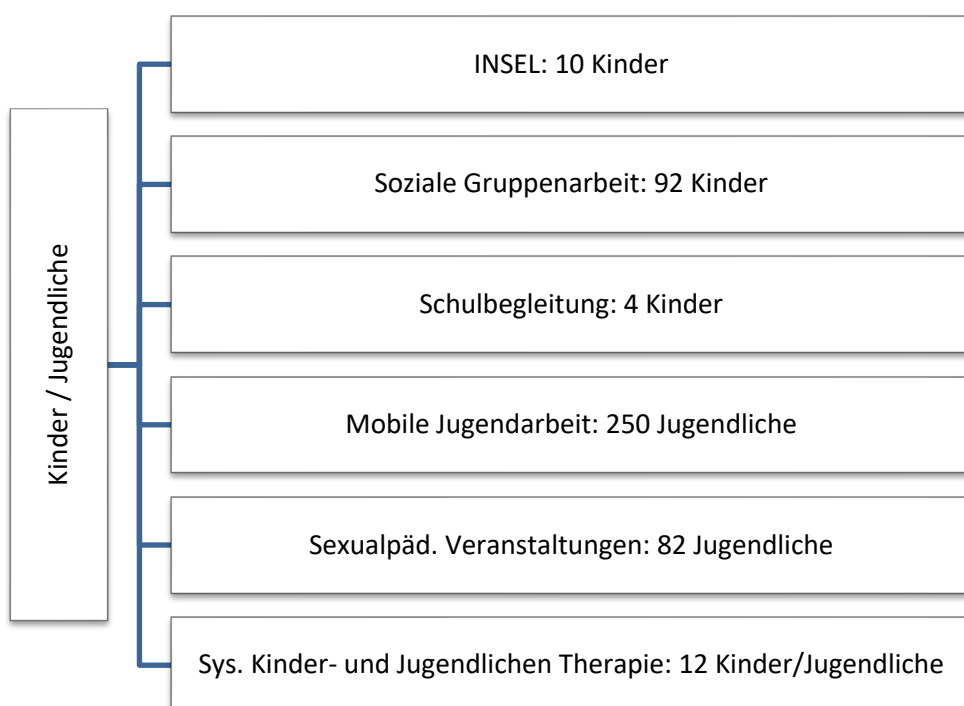 Kinder / Jugendliche
INSEL: 10 Kinder
Soziale Gruppenarbeit: 92 Kinder
Schulbegleitung: 4 Kinder
Mobile Jugendarbeit: 250 Jugendliche
Sexualpäd. Veranstaltungen: 82 Jugendliche
Sys. Kinder- und Jugendlichen Therapie: 12 Kinder/Jugendliche